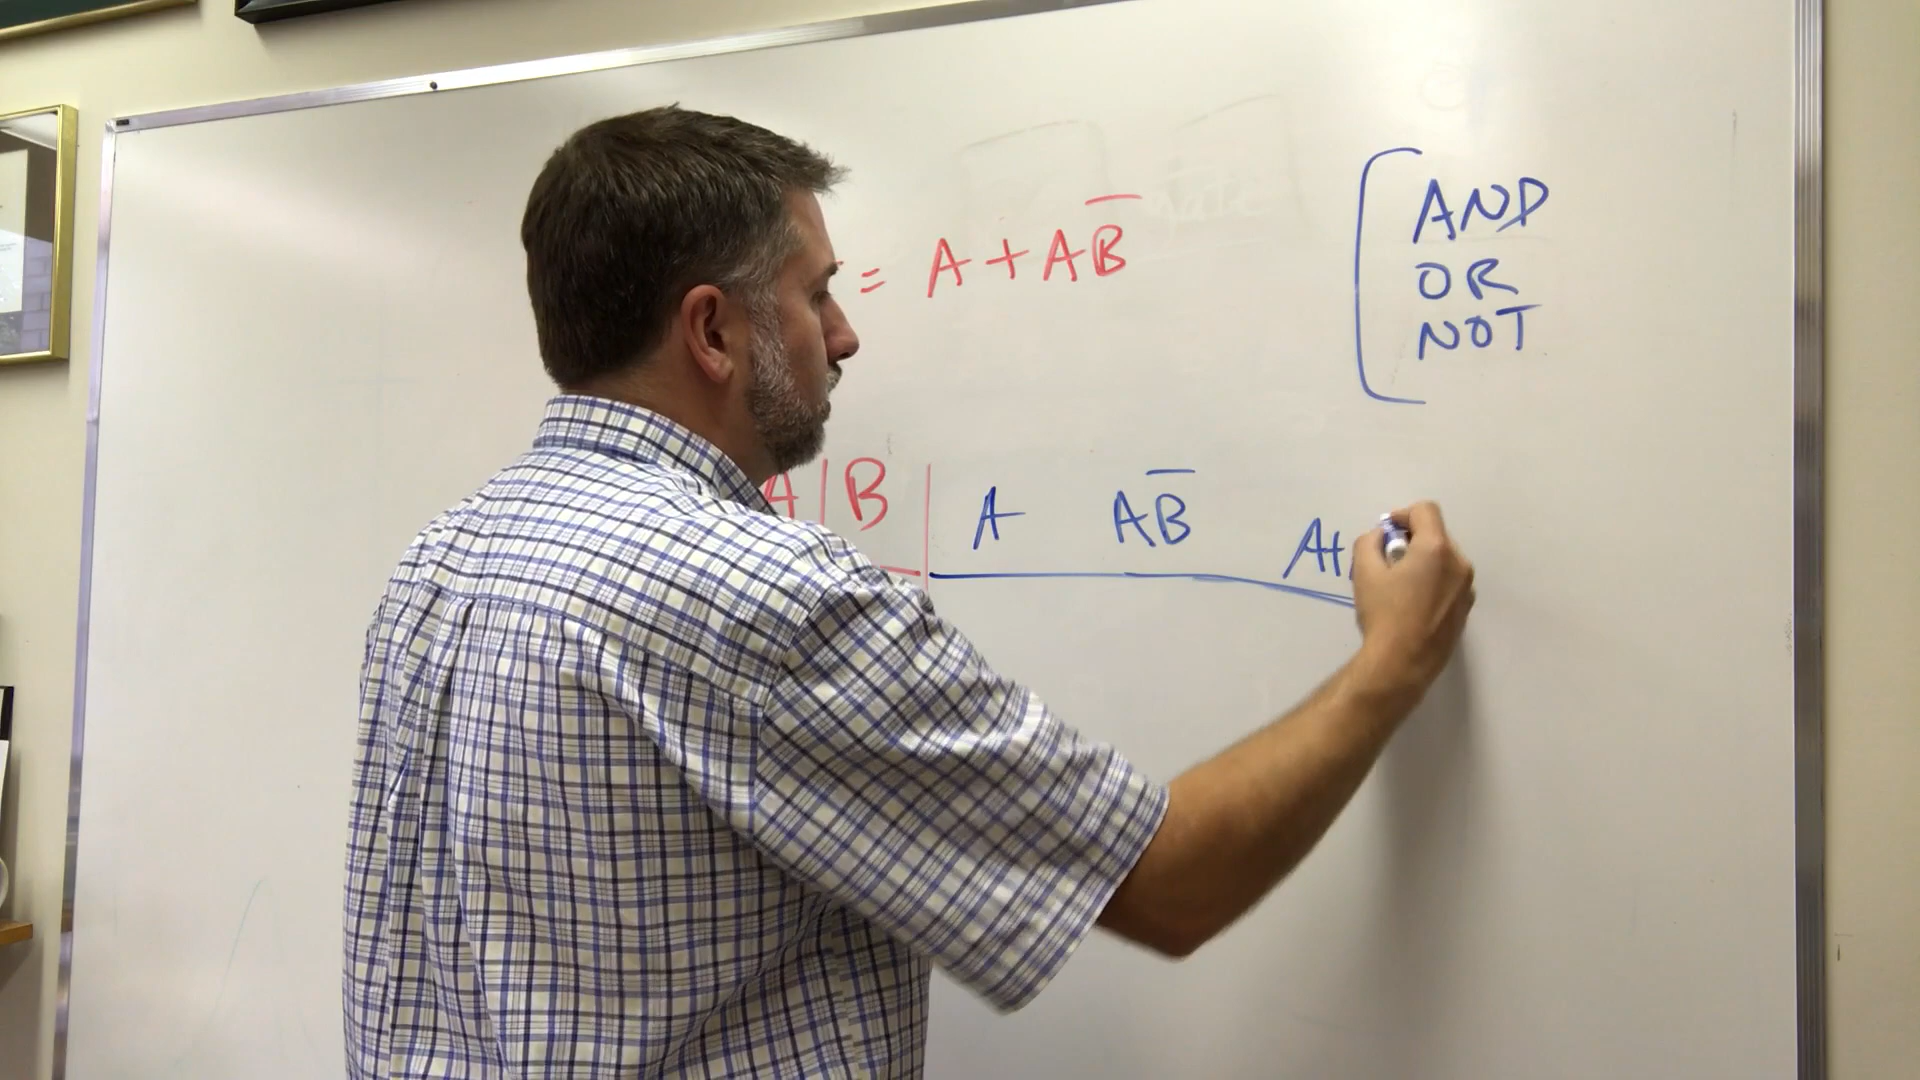 = A + AB̅
AND
OR
NOT
A | B | A AB̅ A+